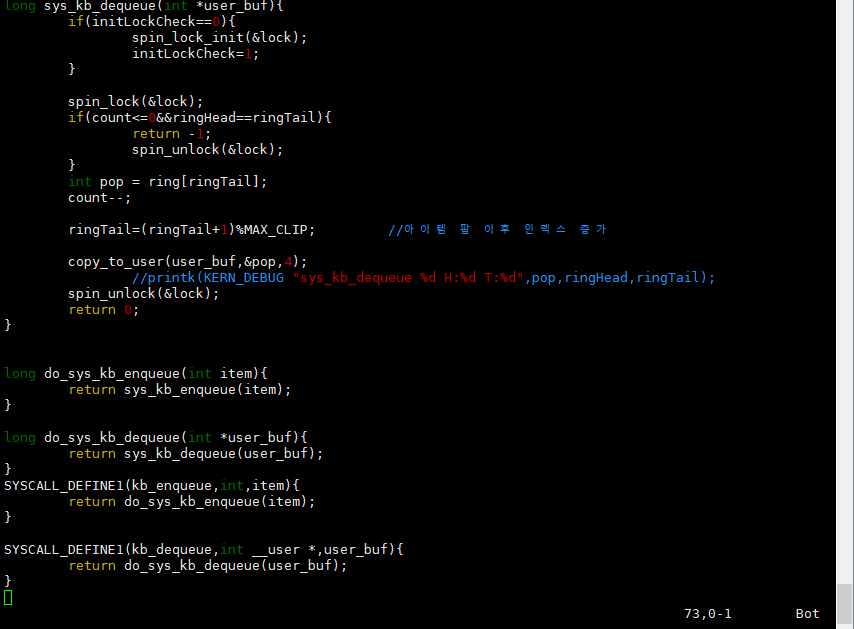 long sys_kb_dequeue(int *user_buf){
        if(initLockCheck==0){
                spin_lock_init(&lock);
                initLockCheck=1;
        }
        spin_lock(&lock);
        if(count<=0&&ringHead==ringTail){
                return -1;
                spin_unlock(&lock);
        }
        int pop = ring[ringTail];
        count--;
        ringTail=(ringTail+1)%MAX_CLIP;         //아이템 팝 이후 인덱스 증가
        copy_to_user(user_buf,&pop,4);
                //printk(KERN_DEBUG "sys_kb_dequeue %d H:%d T:%d",pop,ringHead,ringTail);
        spin_unlock(&lock);
        return 0;
}
long do_sys_kb_enqueue(int item){
        return sys_kb_enqueue(item);
}
long do_sys_kb_dequeue(int *user_buf){
        return sys_kb_dequeue(user_buf);
}
SYSCALL_DEFINE1(kb_enqueue,int,item){
        return do_sys_kb_enqueue(item);
}
SYSCALL_DEFINE1(kb_dequeue,int __user *,user_buf){
        return do_sys_kb_dequeue(user_buf);
}
73,0-1        Bot